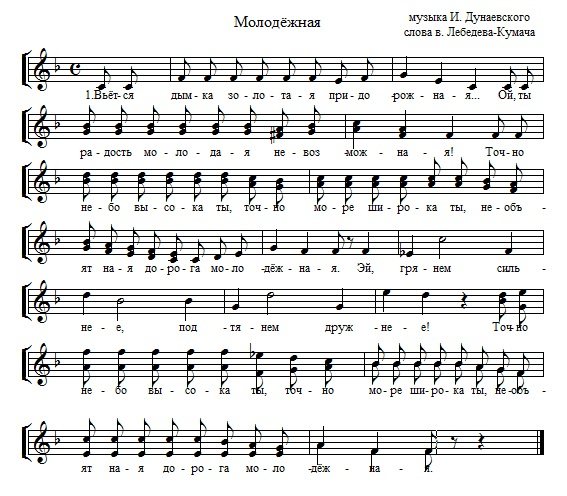 Молодёжная
музыка И. Дунаевского
слова в. Лебедева-Кумача
1.Вьёт-ся дым-ка зо-ло-та-я при-до-рож-на-я... Ой,ты
ра-дость мо-ло-да-я не-воз-мож-на-я! Точ-но
не-бо вы-со-ка ты, точ-но мо-ре ши-ро-ка ты, не-объ-
ят-на-я до-ро-га мо-ло-дёж-на-я. Эй, гря-нем силь-
не-е, под-тя-нем друж-не-е! Точ-но
не-бо вы-со-ка ты, точ-но мо-ре ши-ро-ка ты, не-объ-
ят на-я до-ро-га мо-ло-дёж-на-я.